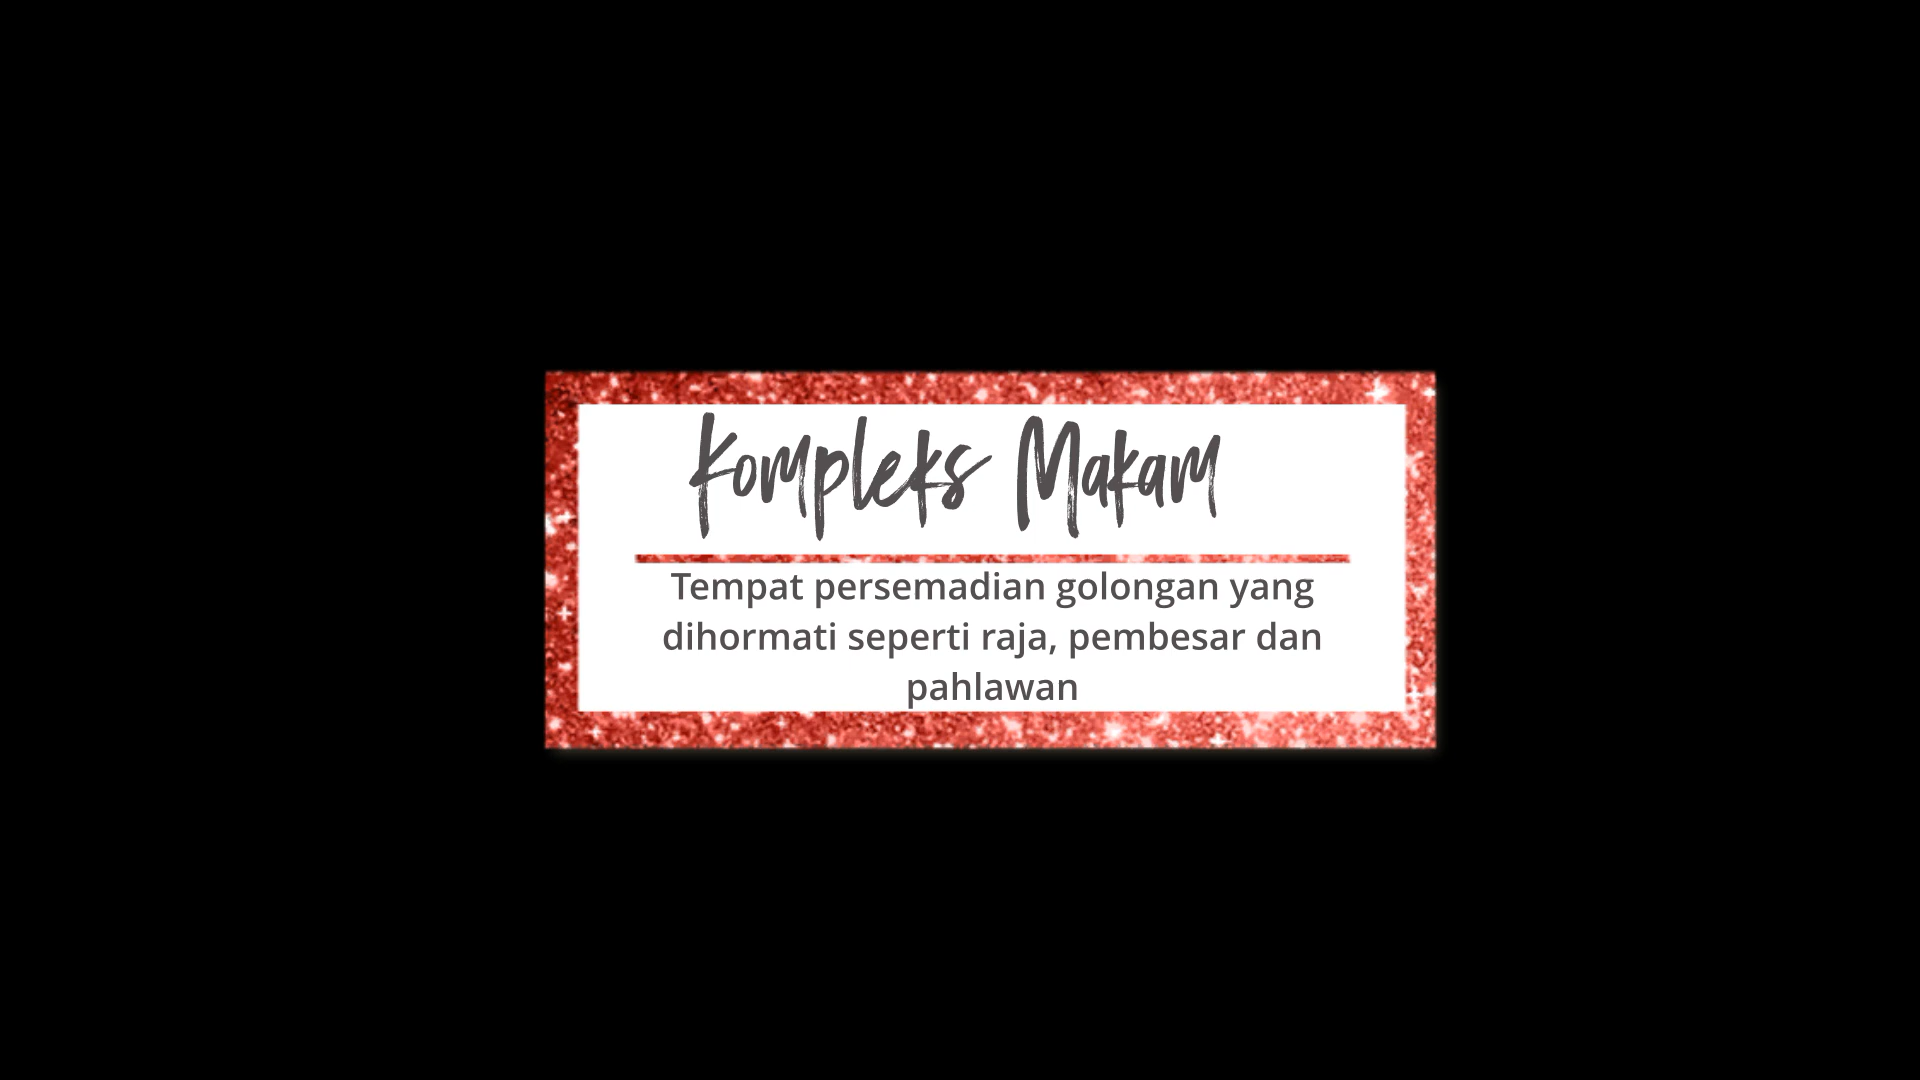 Kompleks Makam
Tempat persemadian golongan yang
dihormati seperti raja, pembesar dan
pahlawan